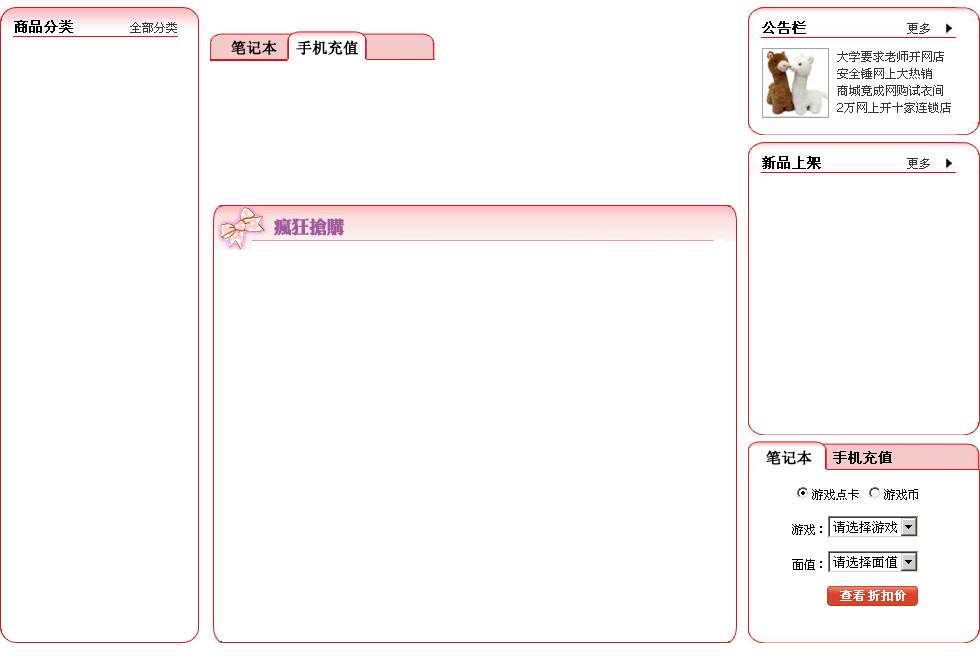 商品分类 全部分类
笔记本 手机充值
瘋狂搶購
公告栏 更多
大学要求老师开网店
安全锤网上大热销
商城竟成网购试衣间
2万网上开十家连锁店
新品上架 更多
笔记本 手机充值
游戏点卡 游戏币
游戏： 请选择游戏
面值： 请选择面值
查看折扣价